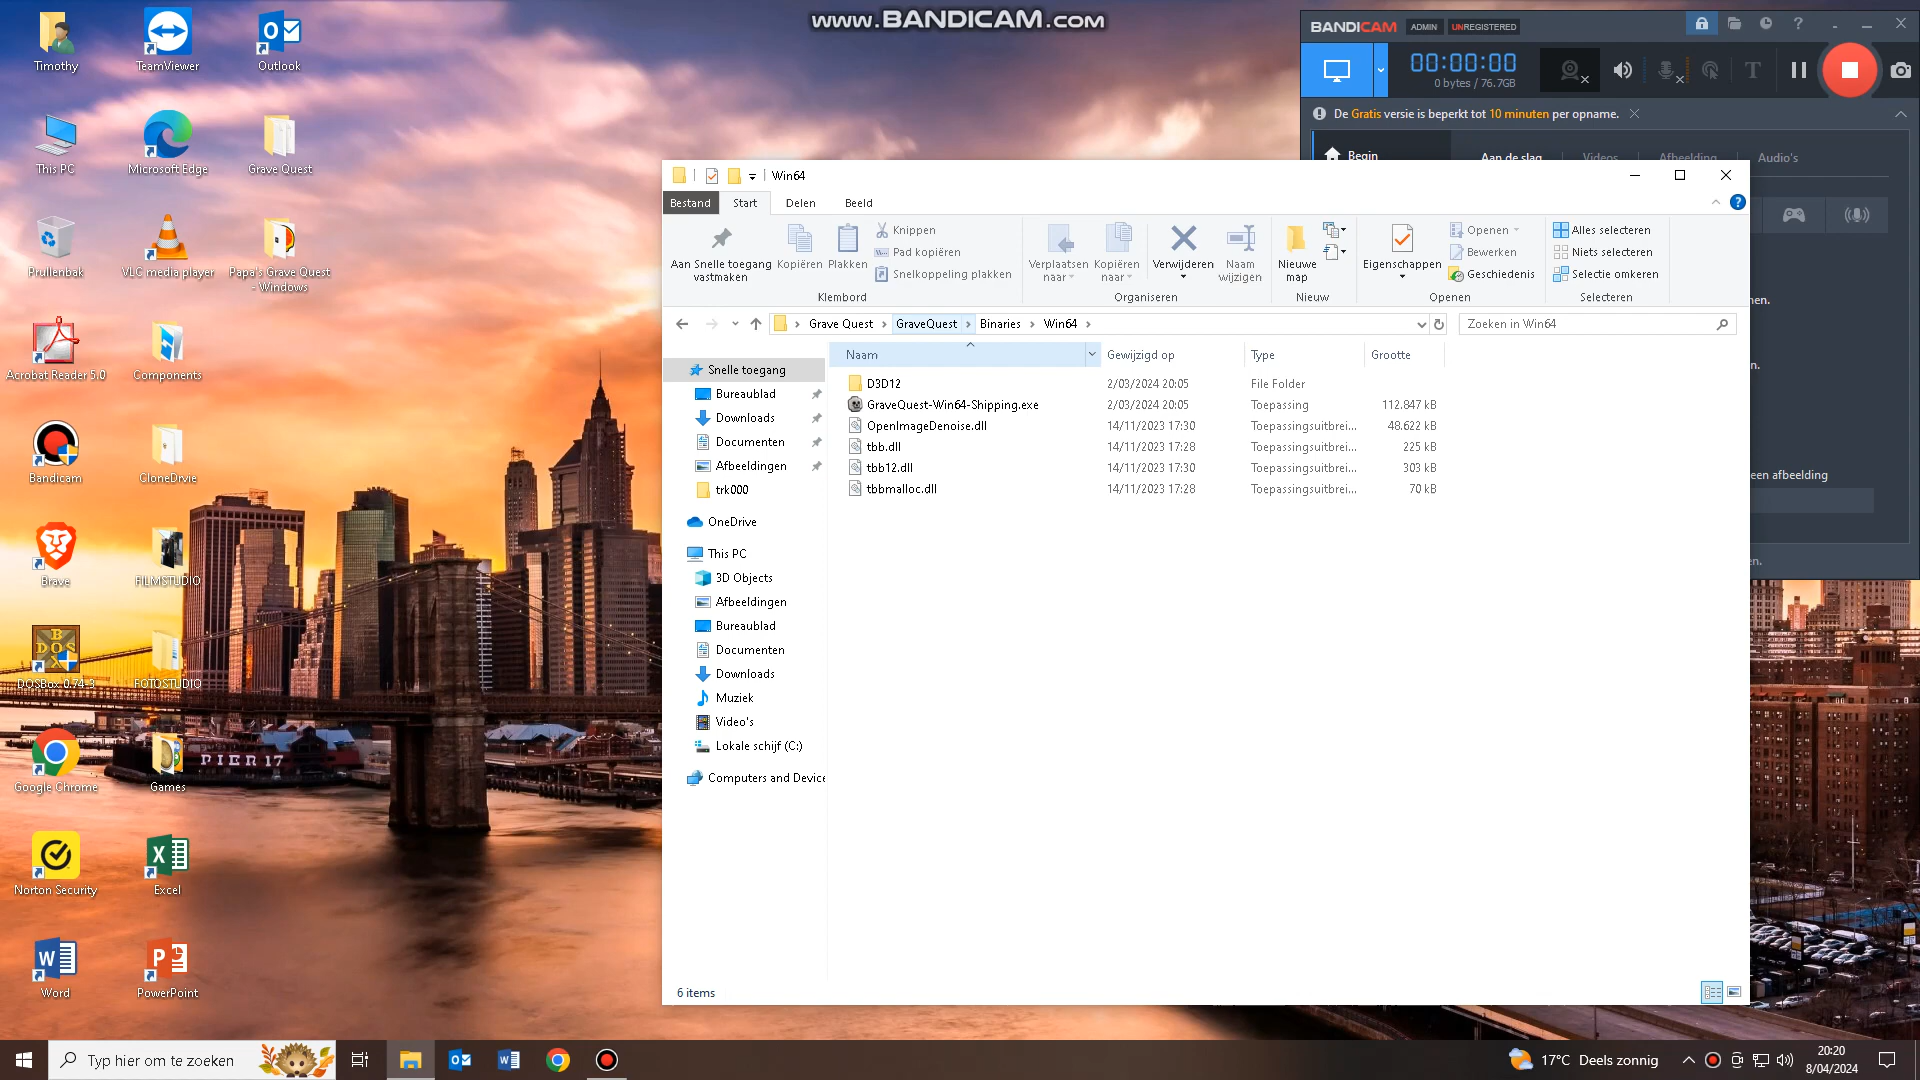 www.BANDICAM.com
Timothy
TeamViewer
Outlook
This PC
Microsoft Edge
Grave Quest
Prullenbak
VLC media player
Papa's Grave Quest
- Windows
Acrobat Reader 5.0
Components
Bandicam
CloneDrvie
Brave
FILMSTUDIO
DOSBox 0.74-3
FOTOSTUDIO
Google Chrome
Games
Norton Security
Excel
Word
PowerPoint
PIER 17
BANDICAM
ADMIN
UNREGISTERED
00:00:00
0 bytes / 76.7GB
De Gratis versie is beperkt tot 10 minuten per opname.
Begin
Aan de slag
Videos
Afbeelding
Audio's
Win64
Bestand
Start
Delen
Beeld
Aan Snelle toegang
vastmaken
Kopiëren
Plakken
Knippen
Pad kopiëren
Snelkoppeling plakken
Klembord
Verplaatsen
naar
Kopiëren
naar
Verwijderen
Naam
wijzigen
Organiseren
Nieuwe
map
Nieuw
Eigenschappen
Openen
Bewerken
Geschiedenis
Openen
Alles selecteren
Niets selecteren
Selectie omkeren
Selecteren
Grave Quest
GraveQuest
Binaries
Win64
Zoeken in Win64
Naam
Gewijzigd op
Type
Grootte
D3D12 2/03/2024 20:05 File Folder
GraveQuest-Win64-Shipping.exe 2/03/2024 20:05 Toepassing 112.847 kB
OpenImageDenoise.dll 14/11/2023 17:30 Toepassingsuitbrei... 48.622 kB
tbb.dll 14/11/2023 17:28 Toepassingsuitbrei... 225 kB
tbb12.dll 14/11/2023 17:30 Toepassingsuitbrei... 303 kB
tbbmalloc.dll 14/11/2023 17:28 Toepassingsuitbrei... 70 kB
Snelle toegang
Bureaublad
Downloads
Documenten
Afbeeldingen
trk000
OneDrive
This PC
3D Objects
Afbeeldingen
Bureaublad
Documenten
Downloads
Muziek
Video's
Lokale schijf (C:)
Computers and Device
6 items
nen.
n.
een afbeelding
en.
Typ hier om te zoeken
17°C Deels zonnig
20:20
8/04/2024